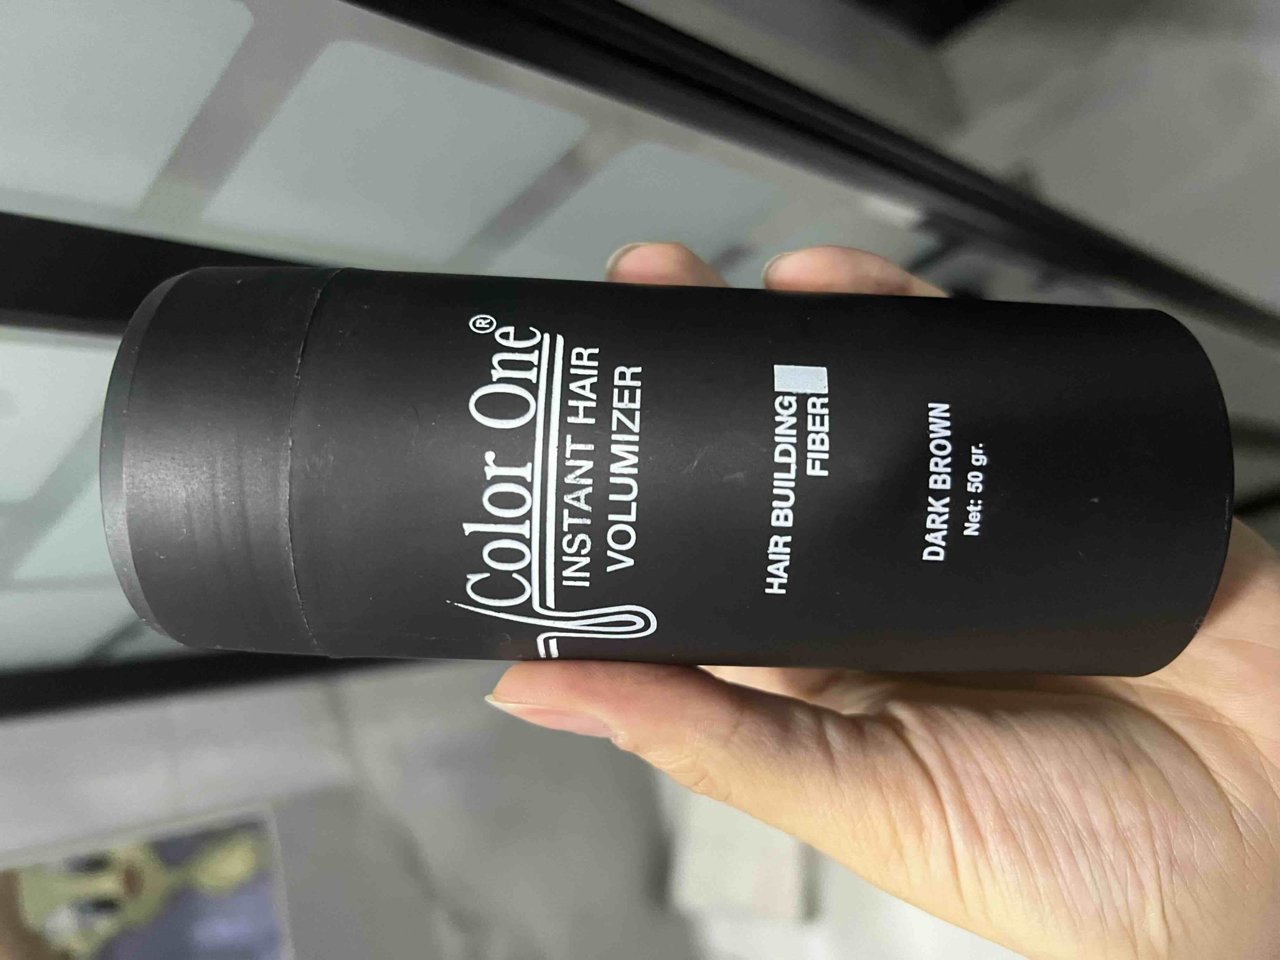 Color One®
INSTANT HAIR
VOLUMIZER
HAIR BUILDING
FIBER
DARK BROWN
Net: 50 gr.